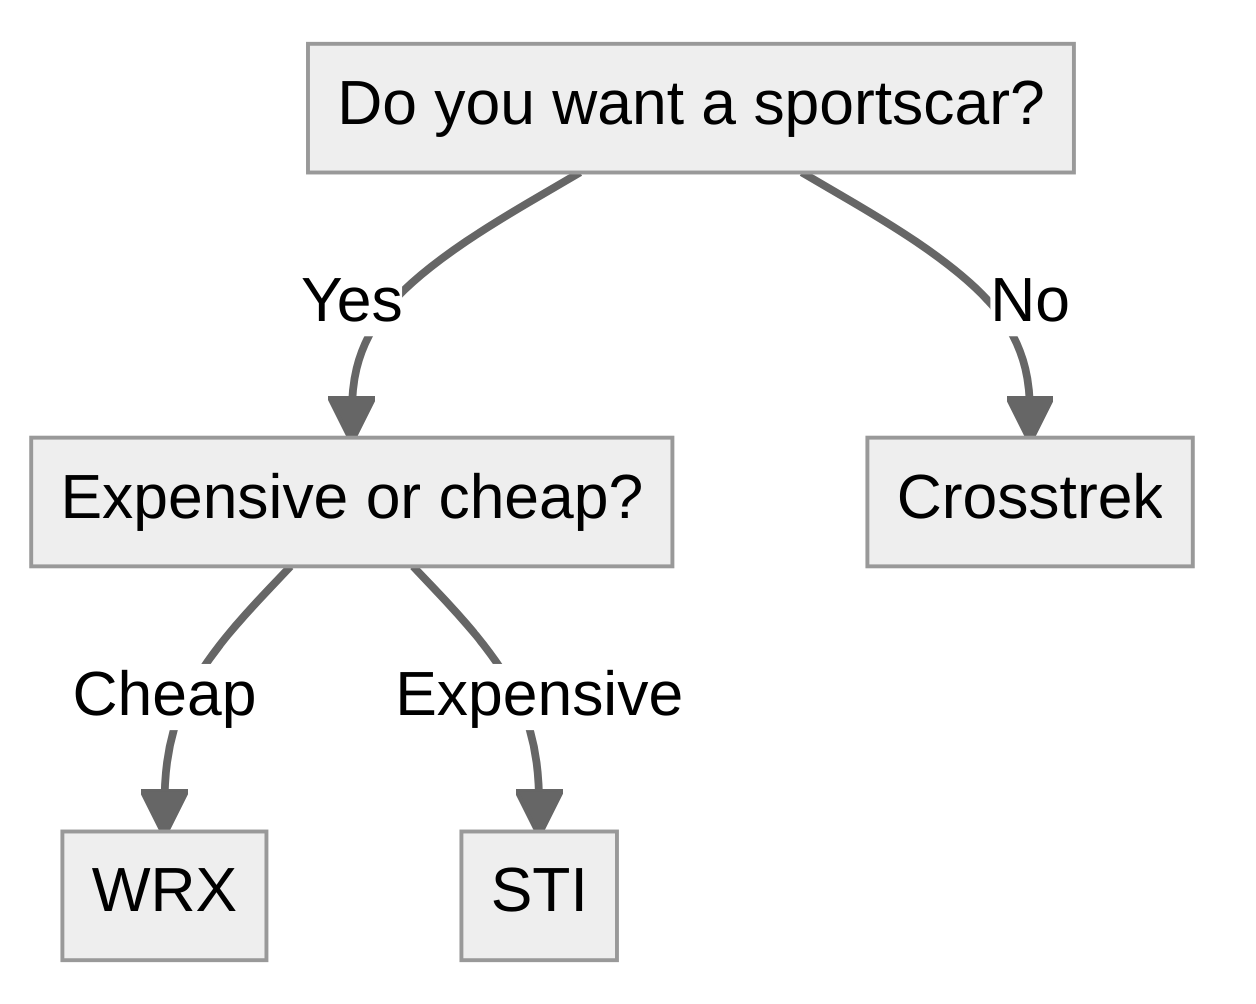 Do you want a sportscar?
Yes
No
Expensive or cheap?
Crosstrek
Cheap
Expensive
WRX
STI